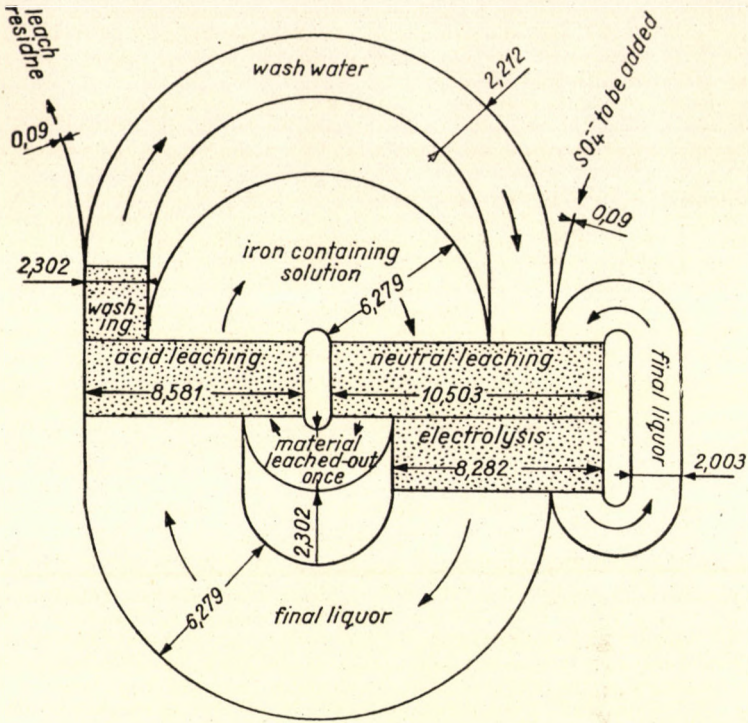 leach
residne
0,09
wash water
2,212
SO₄⁻⁻ to be added
0,09
2,302
wash-
ing
iron containing
solution
6,279
acid leaching
8,581
neutral leaching
10,503
material
leached-out
once
2,302
electrolysis
8,282
final liquor
2,003
6,279
final liquor